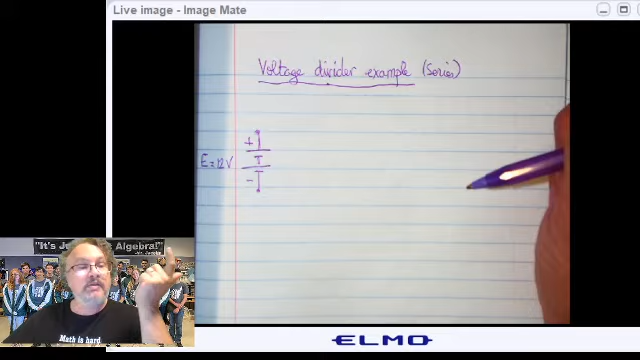 Live image - Image Mate
Voltage divider example (Series)
+
E = 12V
-
"It's Just Algebra!"
Math is hard.
ELMO